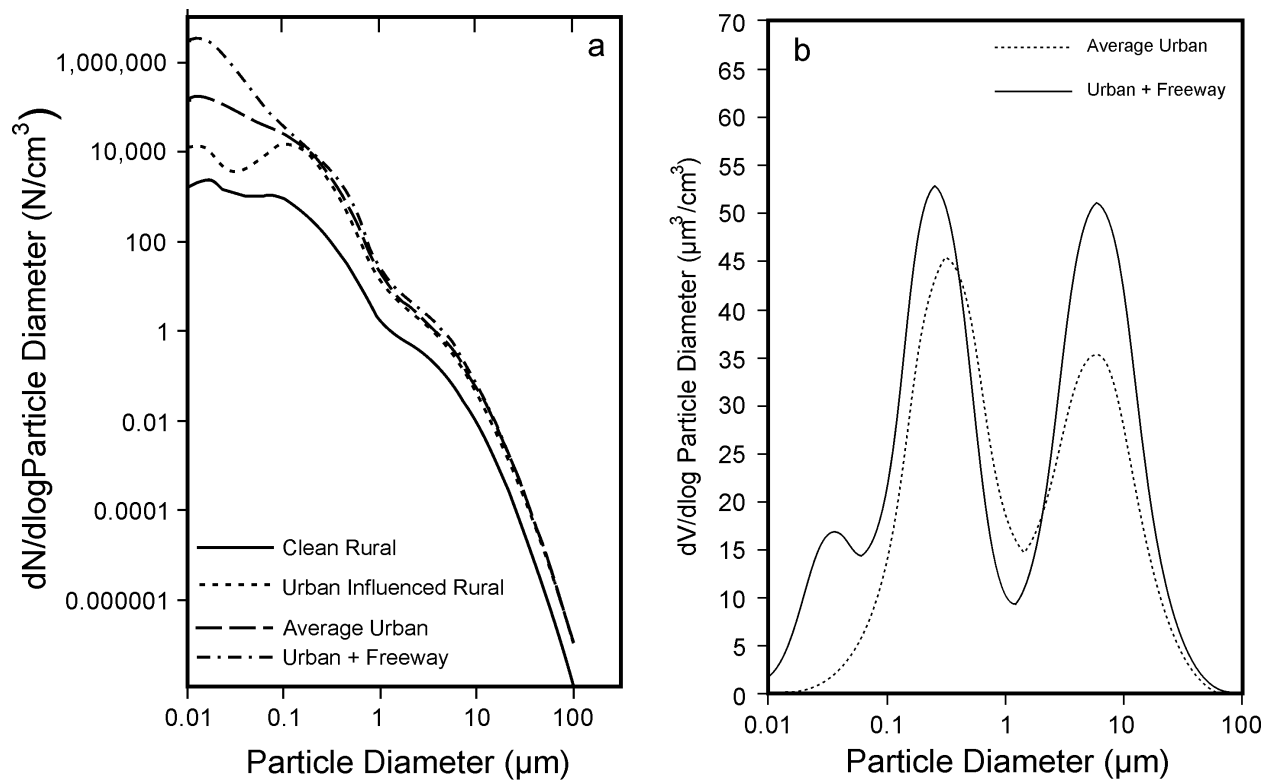 a
dN/dlogParticle Diameter (N/cm³)
1,000,000
10,000
100
1
0.01
0.0001
0.000001
Clean Rural
Urban Influenced Rural
Average Urban
Urban + Freeway
0.01 0.1 1 10 100
Particle Diameter (µm)
b
dV/dlog Particle Diameter (µm³/cm³)
70
65
60
55
50
45
40
35
30
25
20
15
10
5
0
Average Urban
Urban + Freeway
0.01 0.1 1 10 100
Particle Diameter (µm)